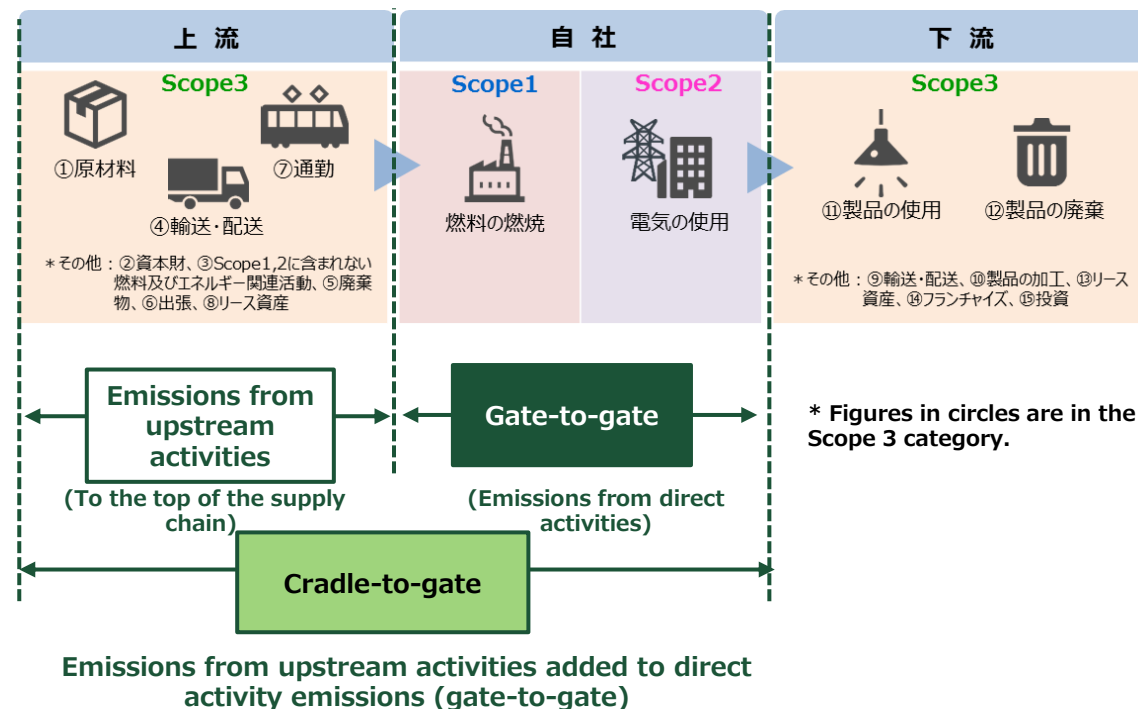 上 流
自 社
下 流
Scope3
①原材料
⑦通勤
④輸送・配送
＊その他：②資本財、③Scope1,2に含まれない
燃料及びエネルギー関連活動、⑤廃棄
物、⑥出張、⑧リース資産
Scope1
燃料の燃焼
Scope2
電気の使用
Scope3
⑪製品の使用
⑫製品の廃棄
＊その他：⑨輸送・配送、⑩製品の加工、⑬リース
資産、⑭フランチャイズ、⑮投資
Emissions from
upstream
activities
(To the top of the supply
chain)
Gate-to-gate
(Emissions from direct
activities)
* Figures in circles are in the
Scope 3 category.
Cradle-to-gate
Emissions from upstream activities added to direct
activity emissions (gate-to-gate)